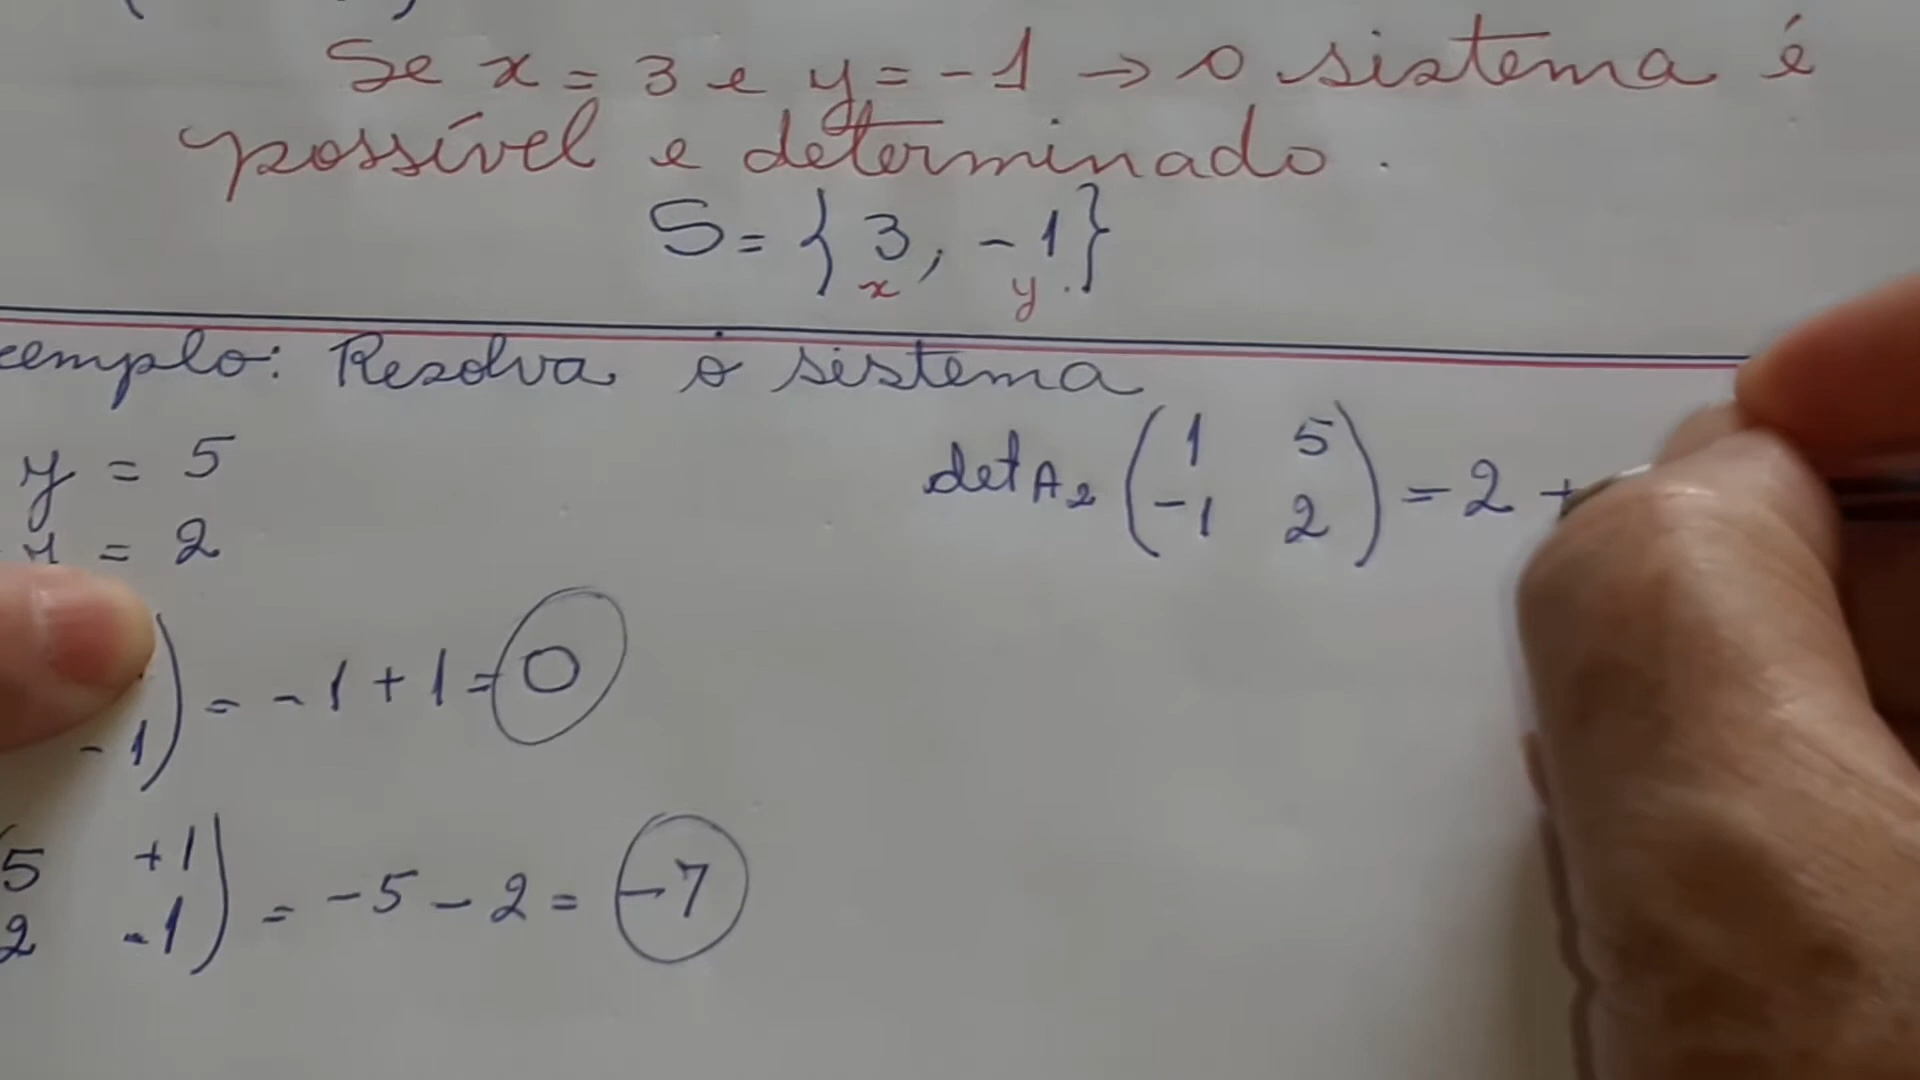 Se x = 3 e y = -1 → o sistema é
possível e determinado.
S = { 3 , -1 }
x y
emplo: Resolva o sistema
y = 5
= 2
det A2 ( 1 5
-1 2 ) = 2 +
-1 ) = -1 + 1 = 0
5 +1
2 -1 ) = -5 - 2 = -7